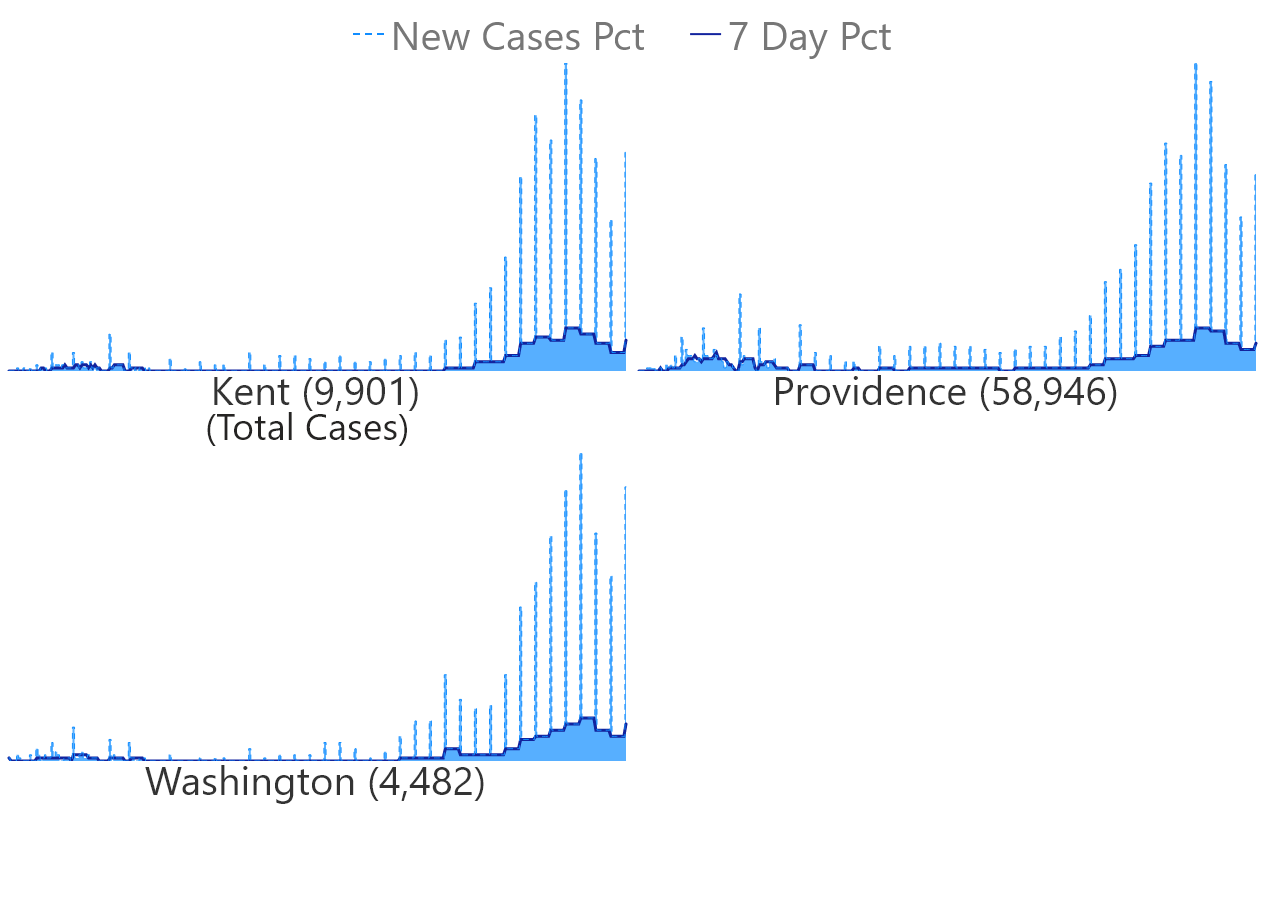 New Cases Pct 7 Day Pct
Kent (9,901)
(Total Cases)
Providence (58,946)
Washington (4,482)